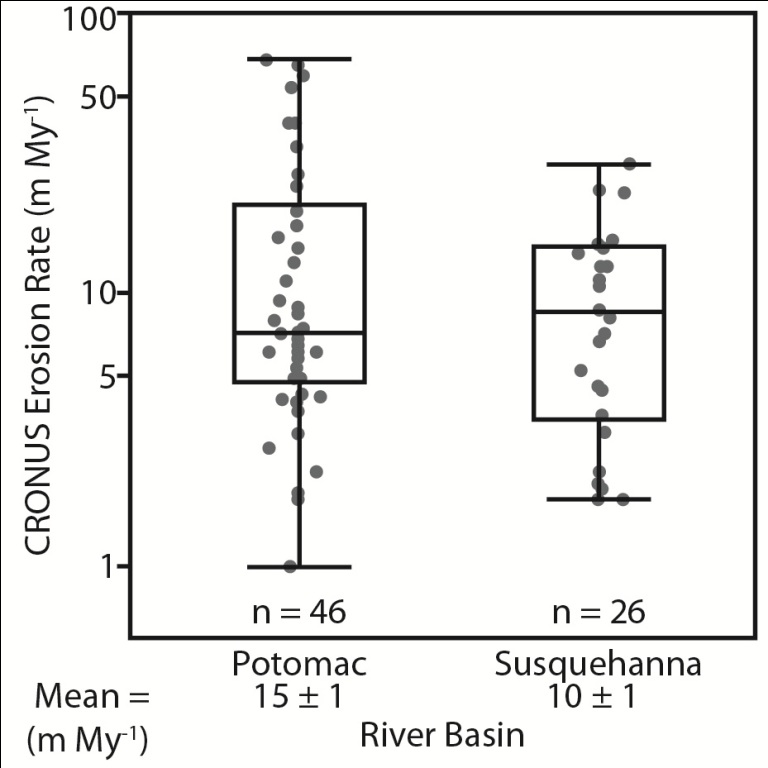 100
50
10
5
1
CRONUS Erosion Rate (m My⁻¹)
n = 46
n = 26
Potomac
Susquehanna
Mean =
15 ± 1
10 ± 1
(m My⁻¹)
River Basin